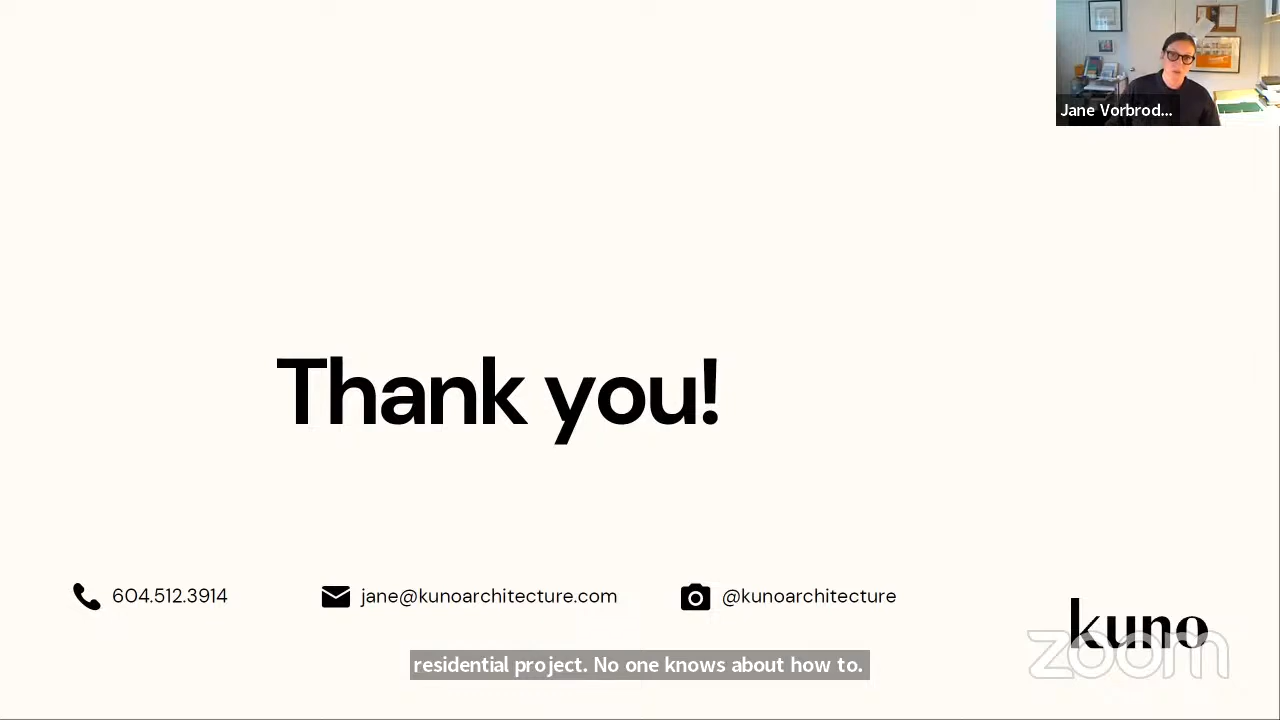 Jane Vorbrod...
Thank you!
604.512.3914
jane@kunoarchitecture.com
@kunoarchitecture
kuno
zoom
residential project. No one knows about how to.